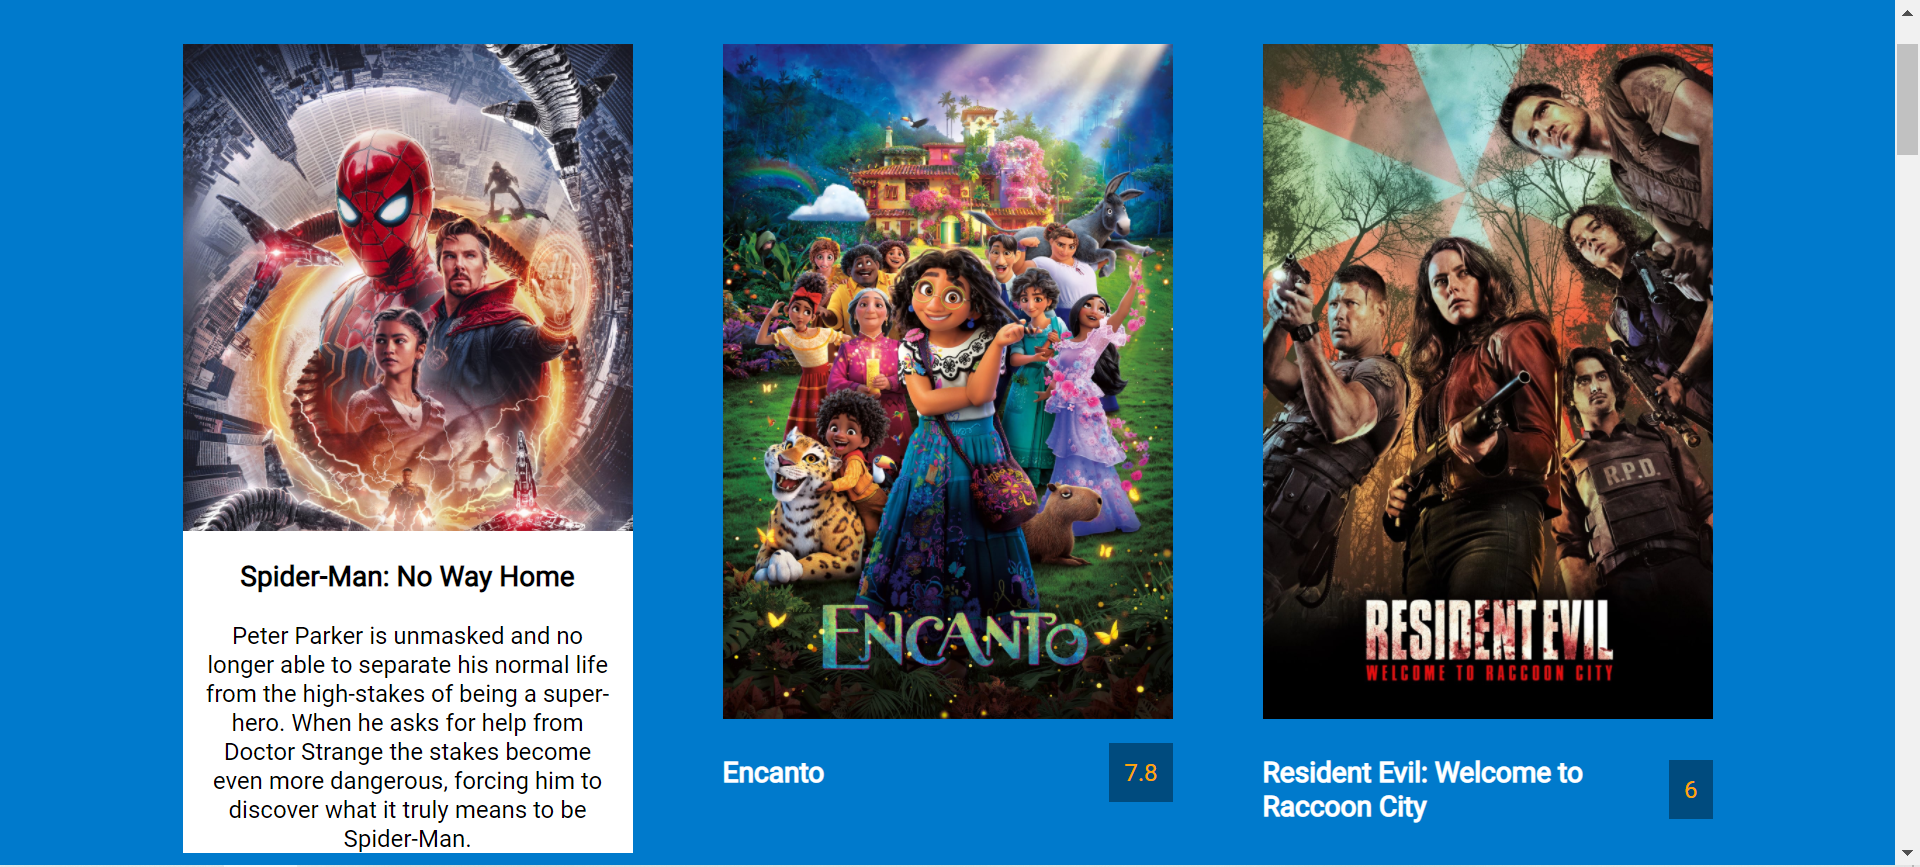 Spider-Man: No Way Home
Peter Parker is unmasked and no
longer able to separate his normal life
from the high-stakes of being a super-
hero. When he asks for help from
Doctor Strange the stakes become
even more dangerous, forcing him to
discover what it truly means to be
Spider-Man.
ENCANTO
Encanto
7.8
R.P.D.
RESIDENT EVIL
WELCOME TO RACCOON CITY
Resident Evil: Welcome to
Raccoon City
6